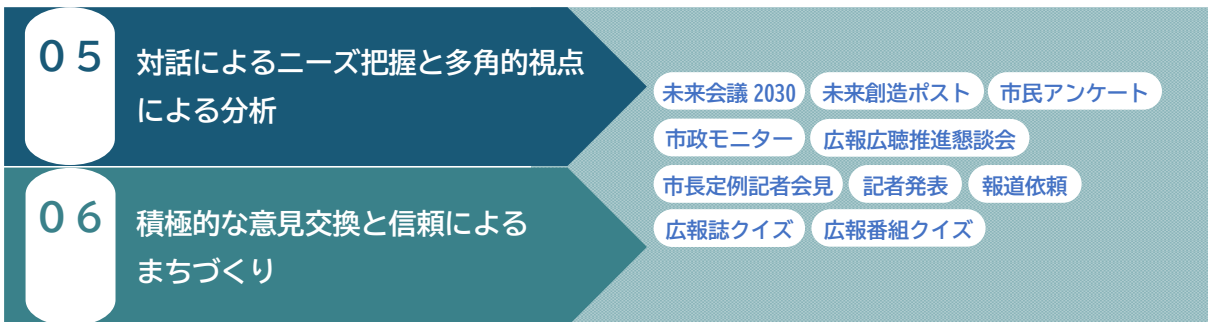 05
対話によるニーズ把握と多角的視点
による分析
06
積極的な意見交換と信頼による
まちづくり
未来会議 2030 未来創造ポスト 市民アンケート
市政モニター 広報広聴推進懇談会
市長定例記者会見 記者発表 報道依頼
広報誌クイズ 広報番組クイズ